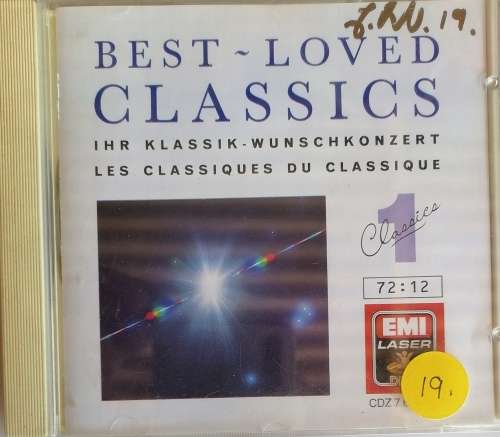 19.
BEST ~ LOVED
CLASSICS
IHR KLASSIK-WUNSCHKONZERT
LES CLASSIQUES DU CLASSIQUE
1
Classics
72:12
EMI
LASER
19.
CDZ 7